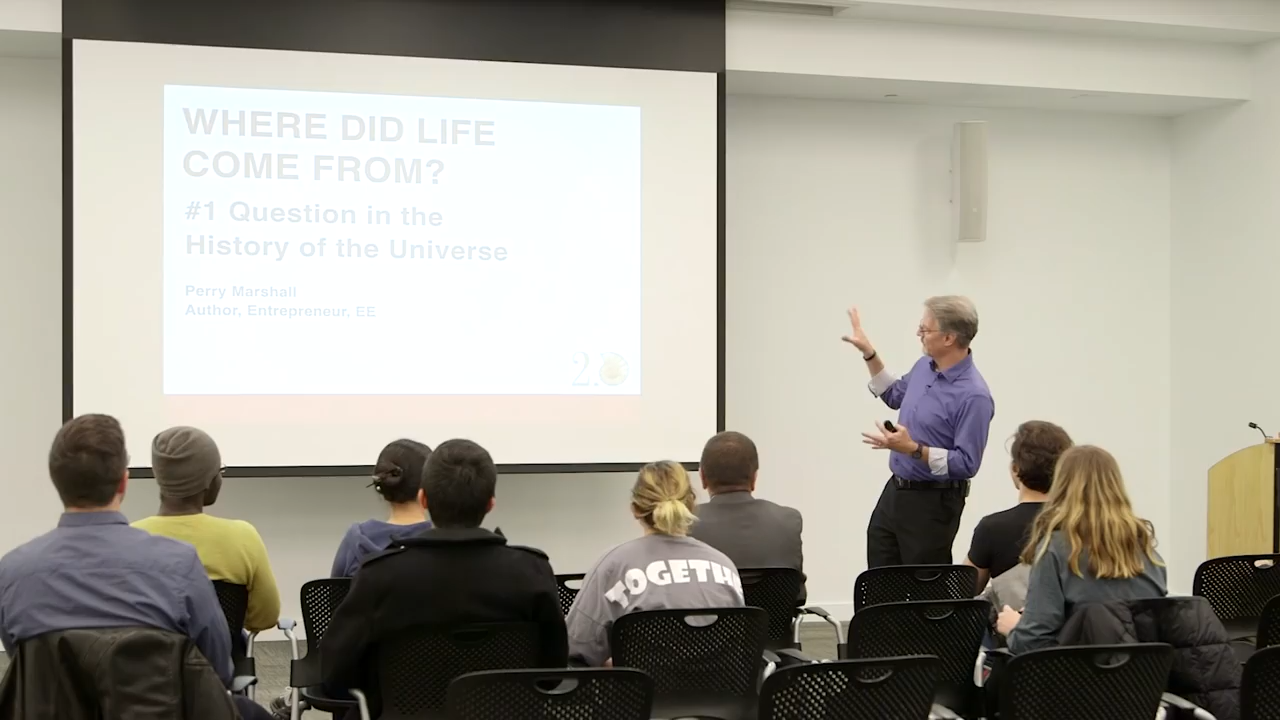 WHERE DID LIFE
COME FROM?
#1 Question in the
History of the Universe
Perry Marshall
Author, Entrepreneur, EE
2.0
TOGETH